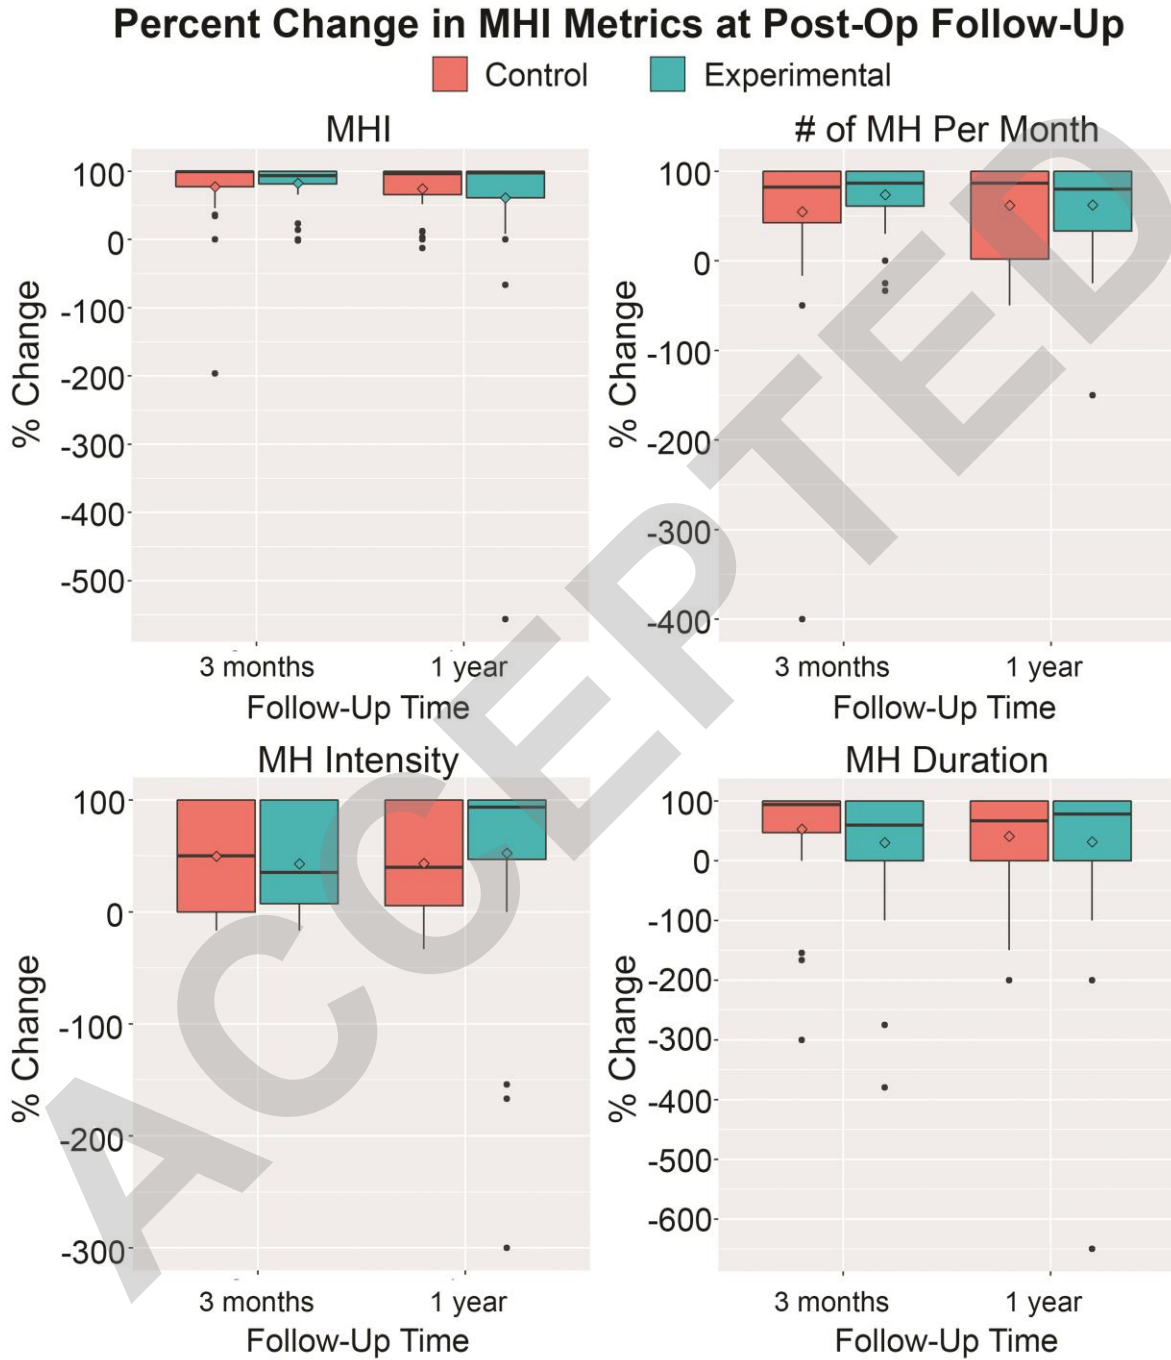 Percent Change in MHI Metrics at Post-Op Follow-Up
Control
Experimental
MHI
100
0
-100
-200
-300
-400
-500
% Change
3 months
1 year
Follow-Up Time
# of MH Per Month
100
0
-100
-200
-300
-400
% Change
3 months
1 year
Follow-Up Time
MH Intensity
100
0
-100
-200
-300
% Change
3 months
1 year
Follow-Up Time
MH Duration
100
0
-100
-200
-300
-400
-500
-600
% Change
3 months
1 year
Follow-Up Time
ACCEPTED